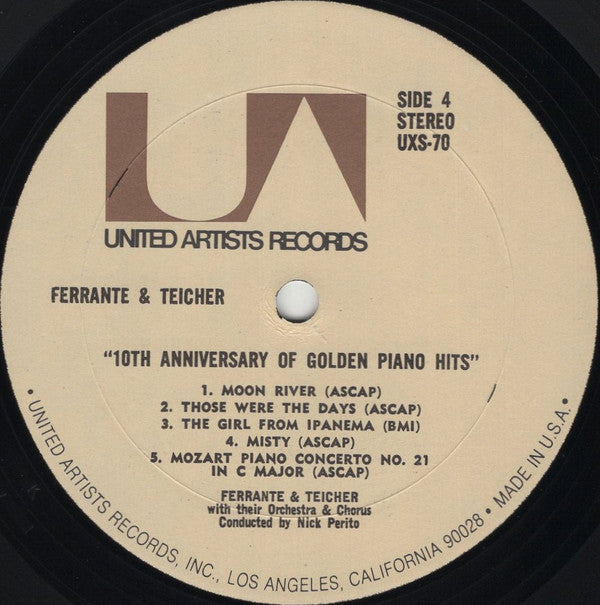 SIDE 4
STEREO
UXS-70
UA
UNITED ARTISTS RECORDS
FERRANTE & TEICHER
"10TH ANNIVERSARY OF GOLDEN PIANO HITS"
1. MOON RIVER (ASCAP)
2. THOSE WERE THE DAYS (ASCAP)
3. THE GIRL FROM IPANEMA (BMI)
4. MISTY (ASCAP)
5. MOZART PIANO CONCERTO NO. 21
IN C MAJOR (ASCAP)
FERRANTE & TEICHER
with their Orchestra & Chorus
Conducted by Nick Perito
• UNITED ARTISTS RECORDS, INC., LOS ANGELES, CALIFORNIA 90028 • MADE IN U.S.A. •